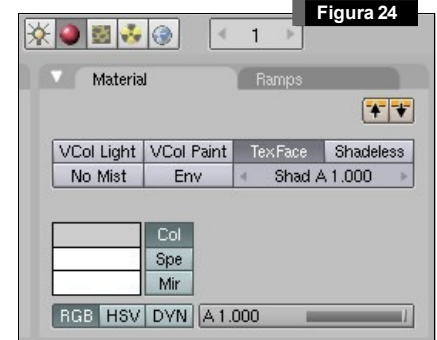 Figura 24
1
Material Ramps
VCol Light VCol Paint TexFace Shadeless
No Mist Env Shad A 1.000
Col
Spe
Mir
RGB HSV DYN A 1.000